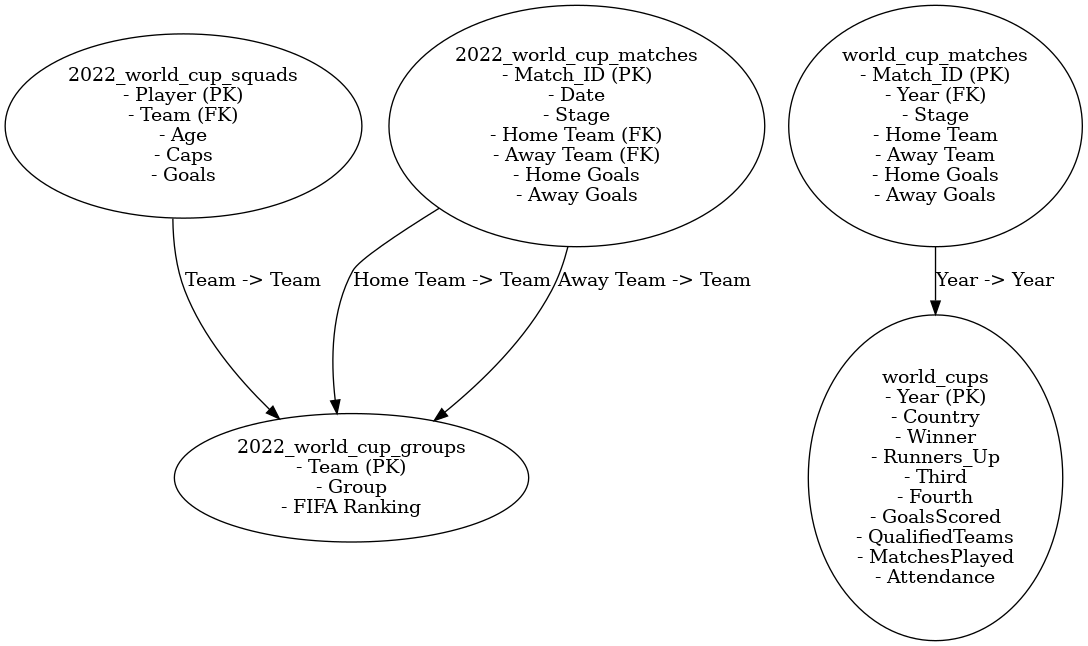 2022_world_cup_squads
- Player (PK)
- Team (FK)
- Age
- Caps
- Goals
2022_world_cup_matches
- Match_ID (PK)
- Date
- Stage
- Home Team (FK)
- Away Team (FK)
- Home Goals
- Away Goals
world_cup_matches
- Match_ID (PK)
- Year (FK)
- Stage
- Home Team
- Away Team
- Home Goals
- Away Goals
Team -> Team
Home Team -> Team
Away Team -> Team
Year -> Year
2022_world_cup_groups
- Team (PK)
- Group
- FIFA Ranking
world_cups
- Year (PK)
- Country
- Winner
- Runners_Up
- Third
- Fourth
- GoalsScored
- QualifiedTeams
- MatchesPlayed
- Attendance